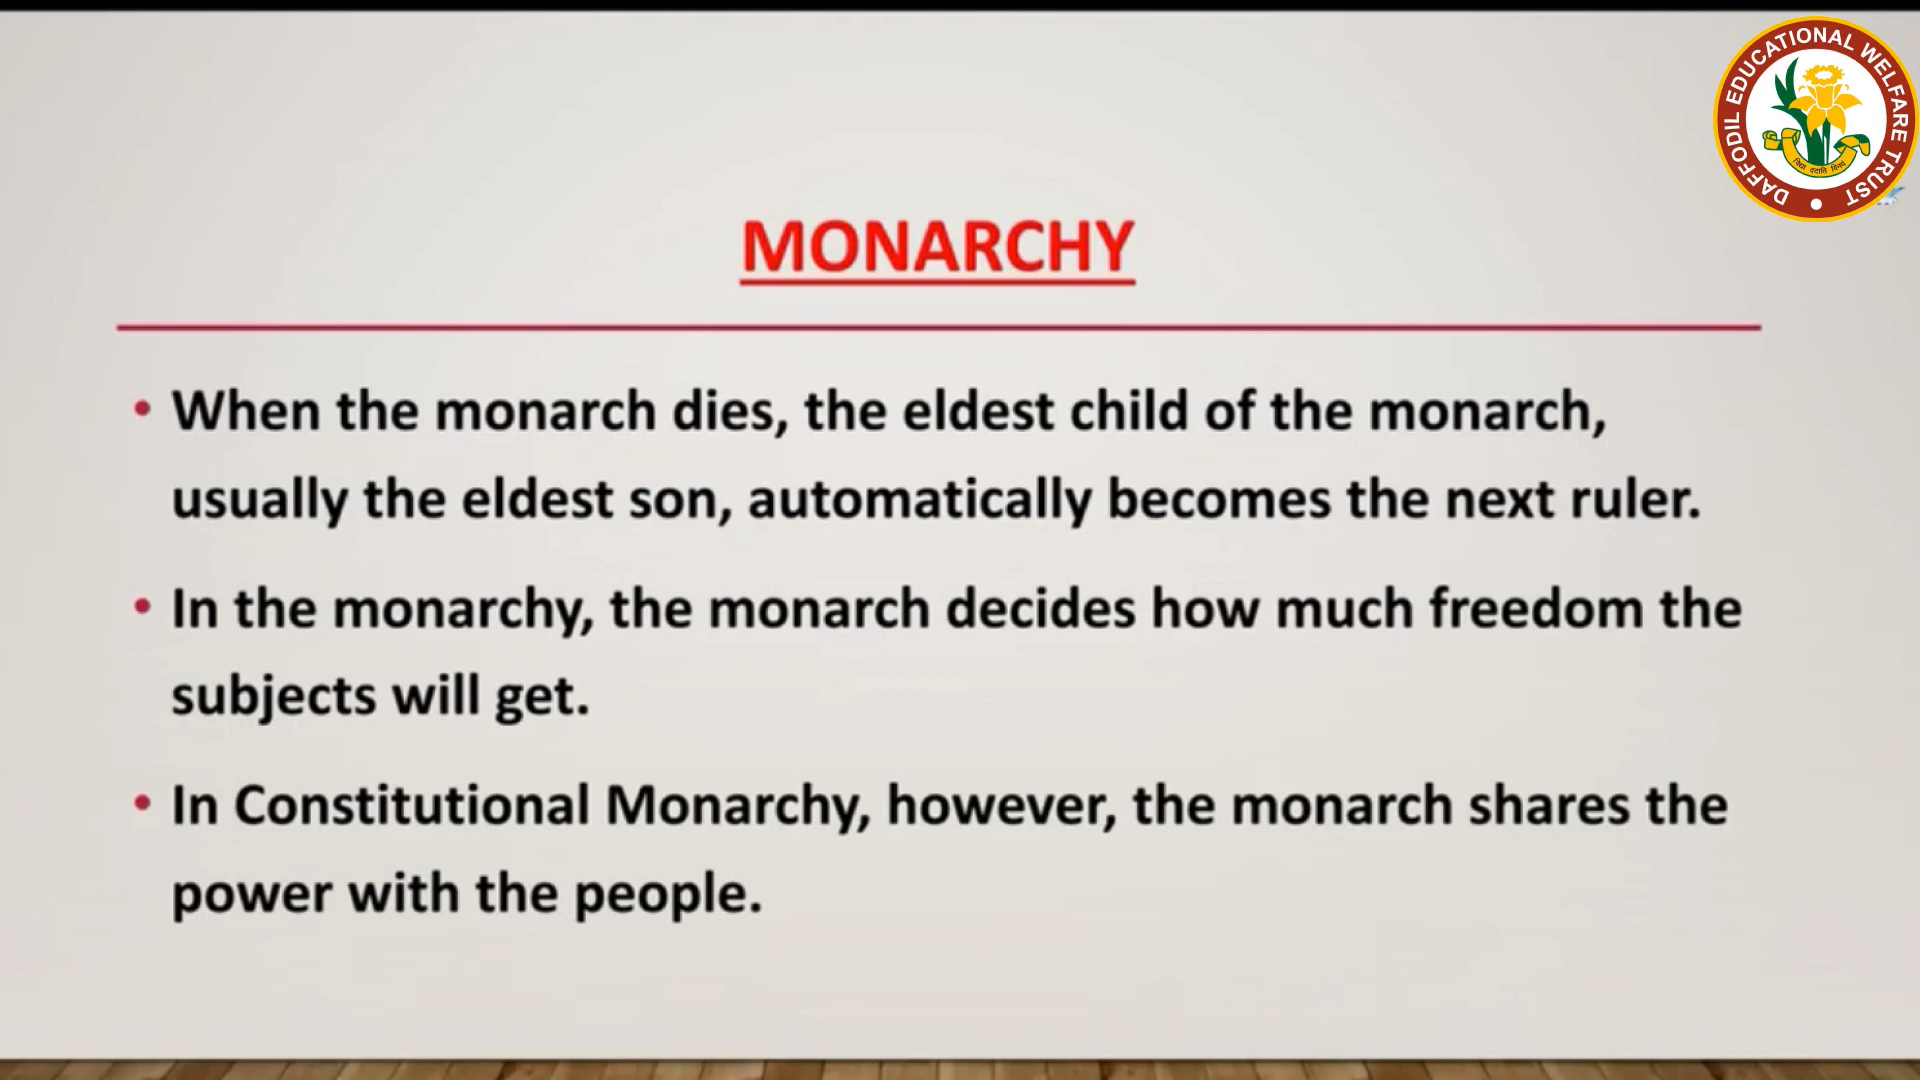 DAFFODIL EDUCATIONAL WELFARE TRUST
विद्या ददाति विनय
MONARCHY
• When the monarch dies, the eldest child of the monarch,
usually the eldest son, automatically becomes the next ruler.
• In the monarchy, the monarch decides how much freedom the
subjects will get.
• In Constitutional Monarchy, however, the monarch shares the
power with the people.